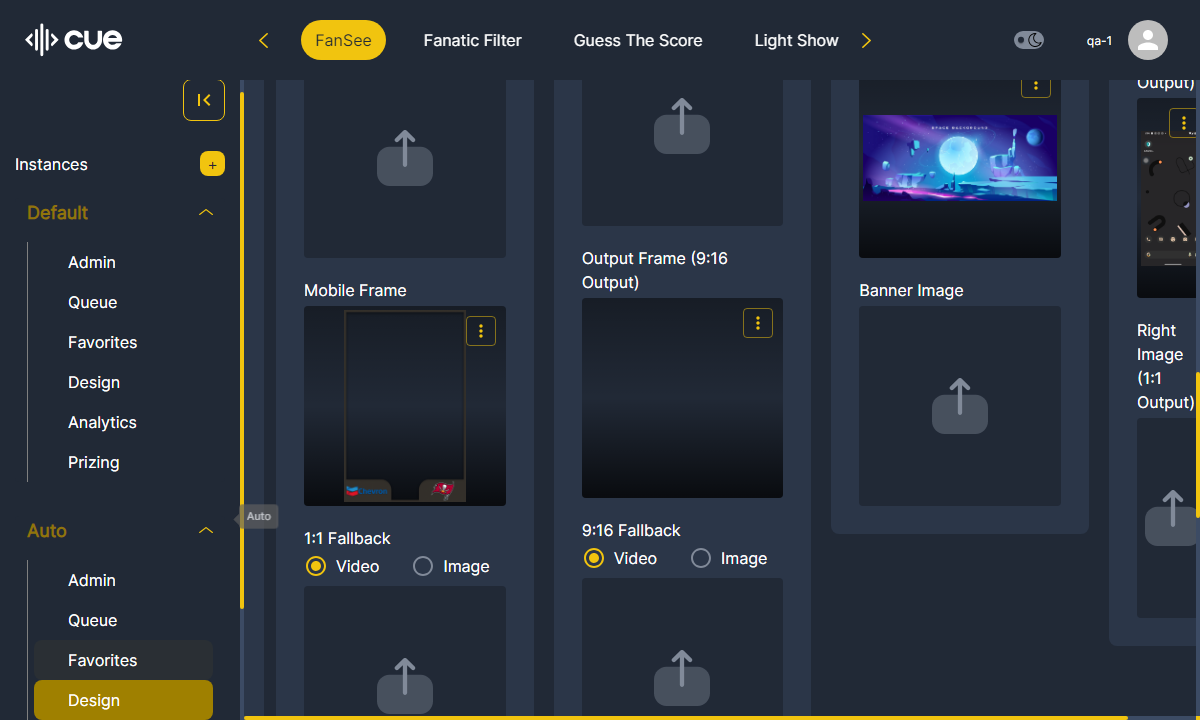 cue
FanSee
Fanatic Filter
Guess The Score
Light Show
qa-1
Instances
+
Default
Admin
Queue
Favorites
Design
Analytics
Prizing
Auto
Auto
Admin
Queue
Favorites
Design
Mobile Frame
1:1 Fallback
Video
Image
Output Frame (9:16
Output)
9:16 Fallback
Video
Image
SPACE BACKGROUND
Banner Image
Output)
Right
Image
(1:1
Output)